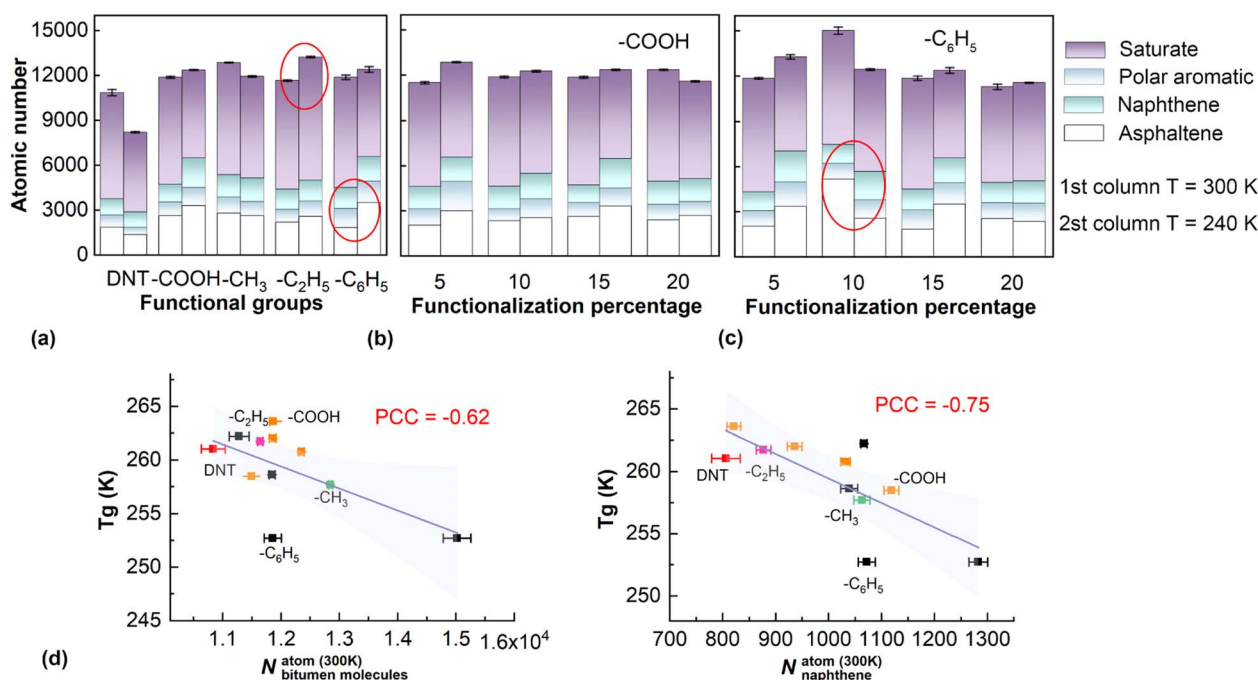 15000
12000
9000
6000
3000
0
Atomic number
DNT -COOH -CH3 -C2H5 -C6H5
Functional groups
(a)
-COOH
5 10 15 20
Functionalization percentage
(b)
-C6H5
5 10 15 20
Functionalization percentage
(c)
Saturate
Polar aromatic
Naphthene
Asphaltene
1st column T = 300 K
2st column T = 240 K
265
260
255
250
245
Tg (K)
PCC = -0.62
-C2H5
-COOH
DNT
-CH3
-C6H5
1.1 1.2 1.3 1.4 1.5 1.6x10^4
N atom (300K) bitumen molecules
(d)
265
260
255
250
Tg (K)
PCC = -0.75
DNT
-C2H5
-COOH
-CH3
-C6H5
700 800 900 1000 1100 1200 1300
N atom (300K) naphthene